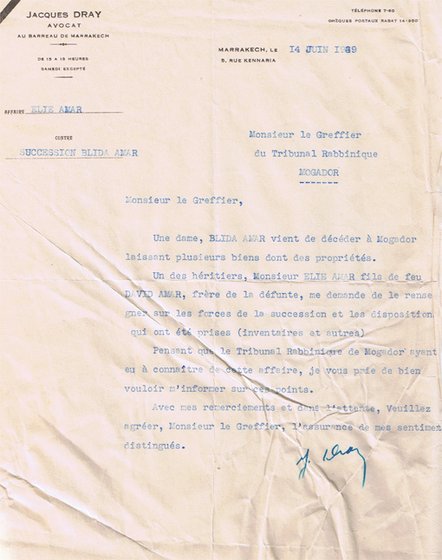 JACQUES DRAY
AVOCAT
AU BARREAU DE MARRAKECH
DE 15 A 18 HEURES
SAMEDI EXCEPTÉ
TÉLÉPHONE 7-60
CHÈQUES POSTAUX RABAT 14-950
MARRAKECH, LE 14 JUIN 1939
5, RUE KENNARIA
AFFAIRE ELIE AMAR
CONTRE
SUCCESSION BLIDA AMAR
Monsieur le Greffier
du Tribunal Rabbinique
MOGADOR
Monsieur le Greffier,
Une dame, BLIDA AMAR vient de décéder à Mogador
laissant plusieurs biens dont des propriétés.
Un des héritiers, Monsieur ELIE AMAR fils de feu
DAVID AMAR, frère de la défunte, me demande de le rense
gner sur les forces de la succession et les disposition
qui ont été prises (inventaires et autres)
Pensant que le Tribunal Rabbinique de Mogador ayant
eu à connaître de cette affaire, je vous prie de bien
vouloir m'informer sur ces points.
Avec mes remerciements et dans l'attente, Veuillez
agréer, Monsieur le Greffier, l'assurance de mes sentimet
distingués.
J. Dray